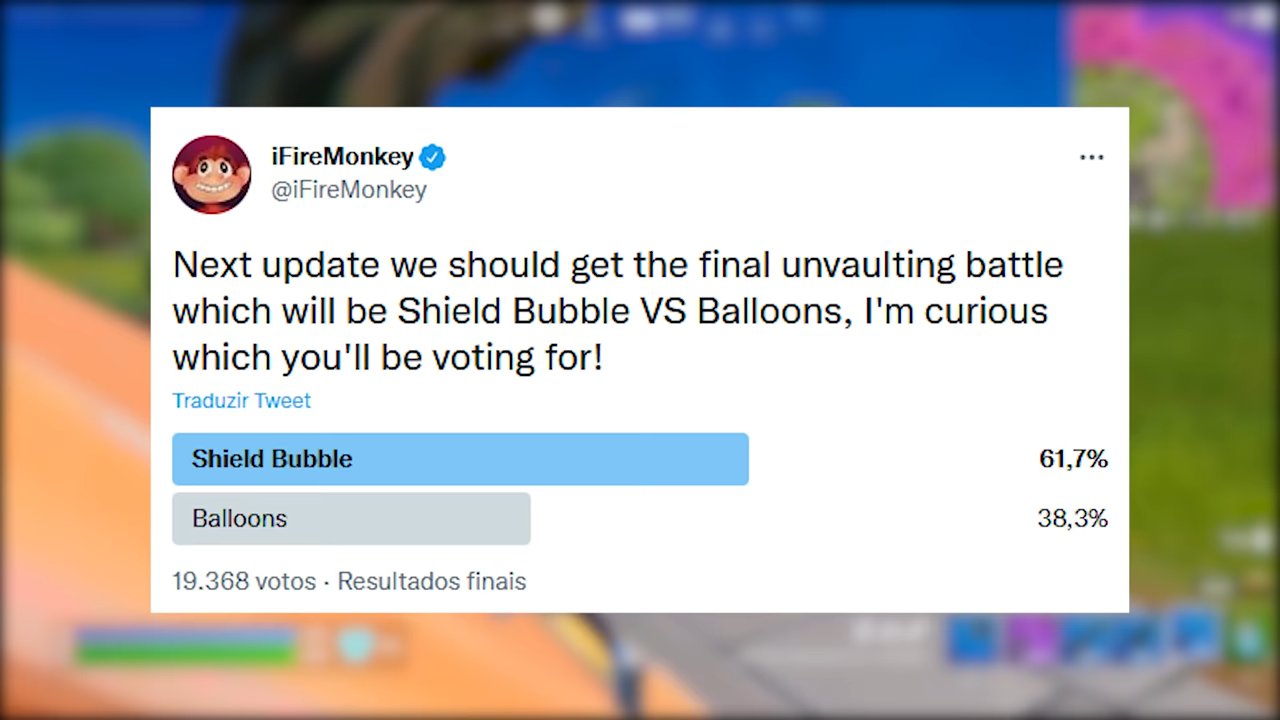 iFireMonkey
@iFireMonkey
Next update we should get the final unvaulting battle
which will be Shield Bubble VS Balloons, I'm curious
which you'll be voting for!
Traduzir Tweet
Shield Bubble 61,7%
Balloons 38,3%
19.368 votos · Resultados finais